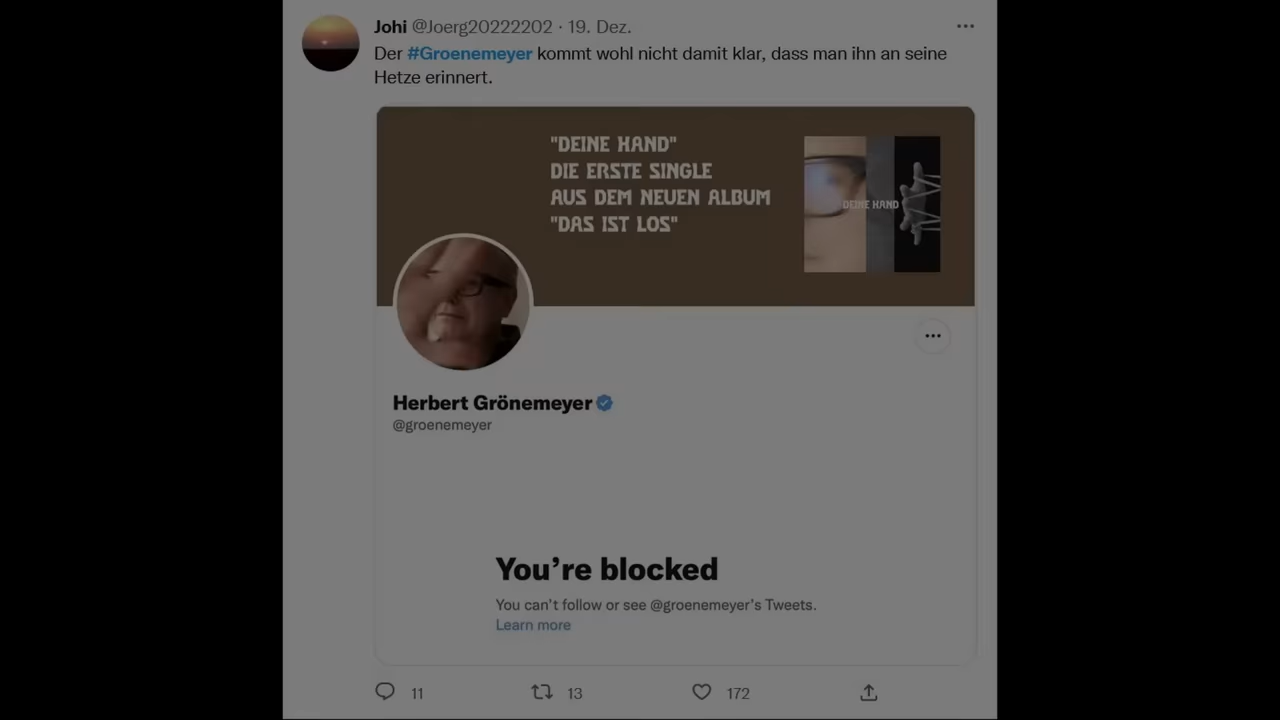 Johi @Joerg20222202 · 19. Dez.
Der #Groenemeyer kommt wohl nicht damit klar, dass man ihn an seine
Hetze erinnert.
"DEINE HAND"
DIE ERSTE SINGLE
AUS DEM NEUEN ALBUM
"DAS IST LOS"
DEINE HAND
Herbert Grönemeyer
@groenemeyer
You're blocked
You can't follow or see @groenemeyer's Tweets.
Learn more
11 13 172